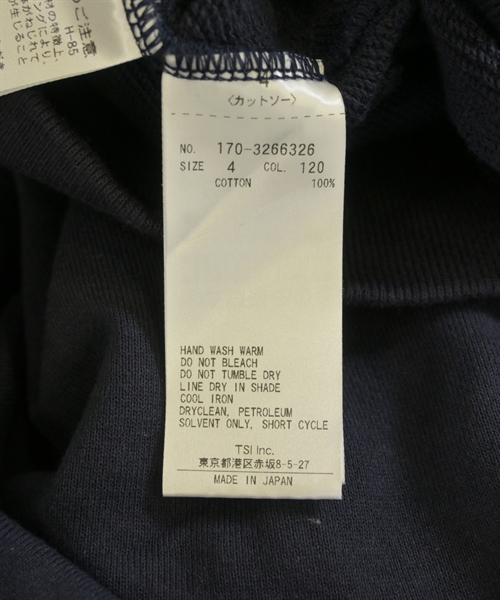 のご注意
H-85
〈カットソー〉
NO. 170-3266326
SIZE 4 COL. 120
COTTON 100%
HAND WASH WARM
DO NOT BLEACH
DO NOT TUMBLE DRY
LINE DRY IN SHADE
COOL IRON
DRYCLEAN, PETROLEUM
SOLVENT ONLY, SHORT CYCLE
TSI Inc.
東京都港区赤坂8-5-27
MADE IN JAPAN